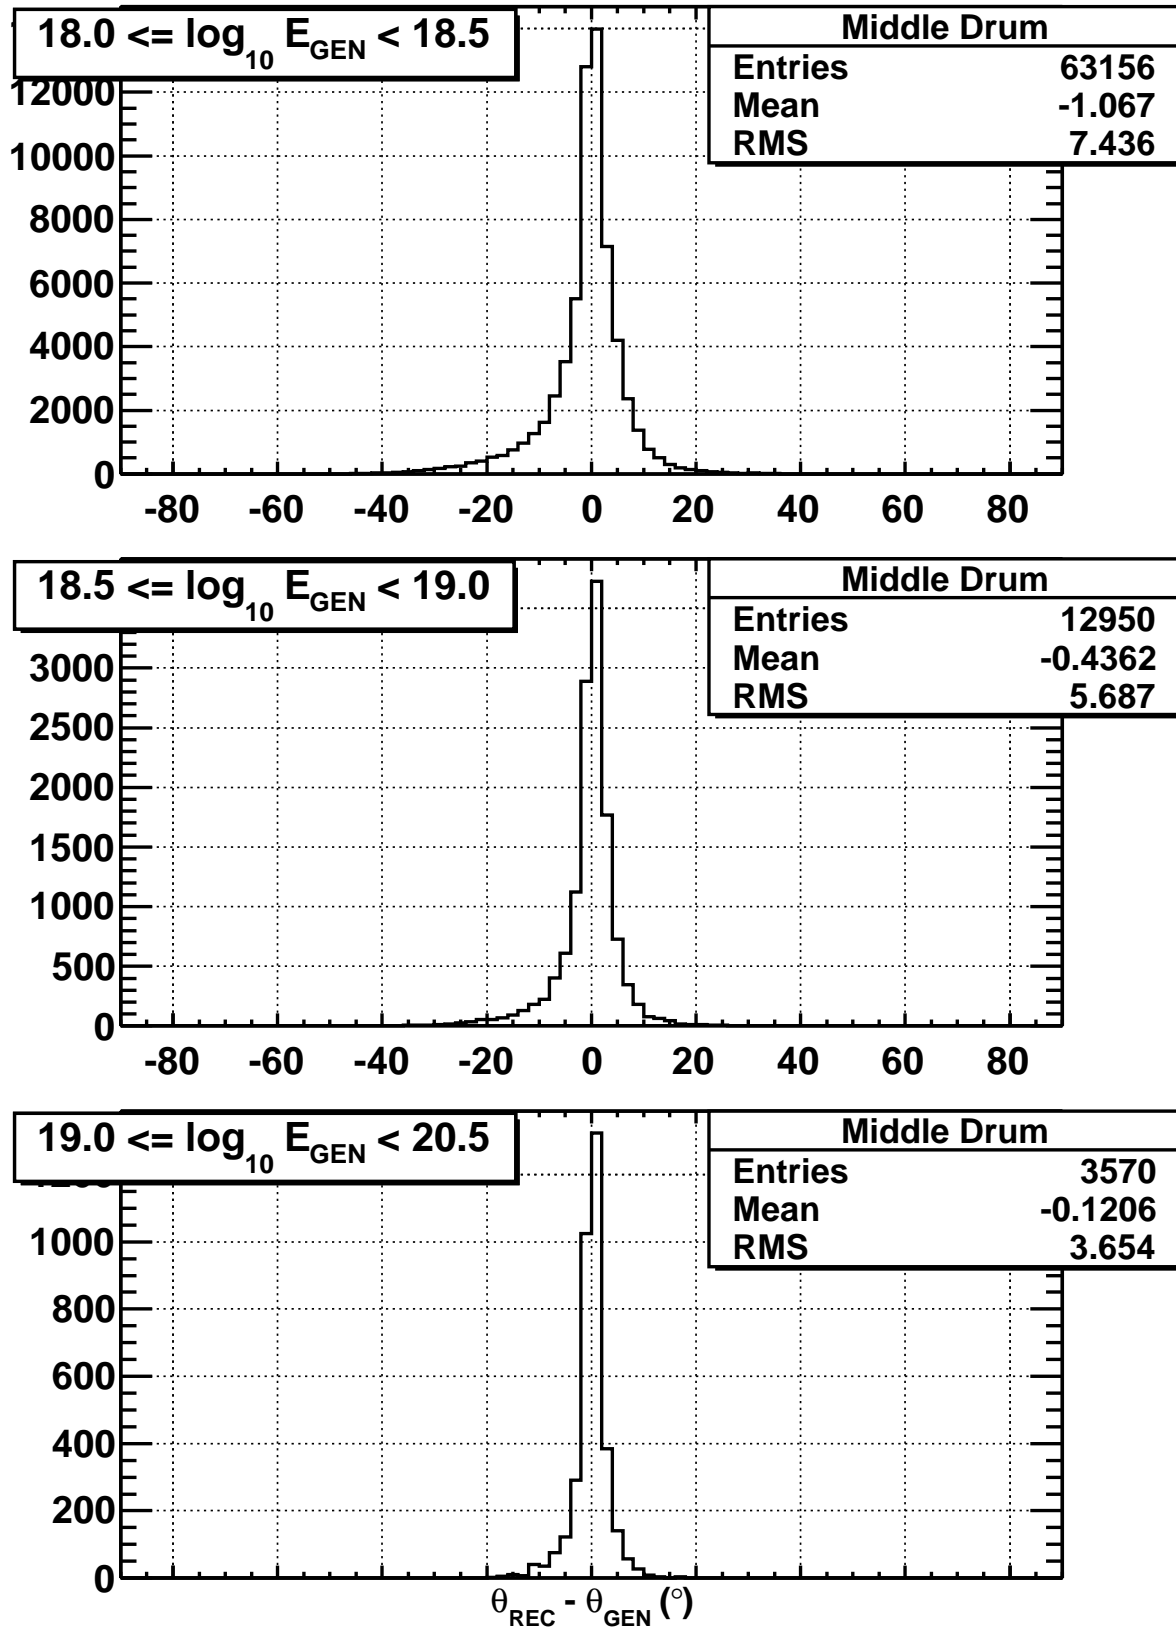 18.0 <= log10 EGEN < 18.5
Middle Drum
Entries 63156
Mean -1.067
RMS 7.436
12000
10000
8000
6000
4000
2000
0
-80 -60 -40 -20 0 20 40 60 80
18.5 <= log10 EGEN < 19.0
Middle Drum
Entries 12950
Mean -0.4362
RMS 5.687
3000
2500
2000
1500
1000
500
0
-80 -60 -40 -20 0 20 40 60 80
19.0 <= log10 EGEN < 20.5
Middle Drum
Entries 3570
Mean -0.1206
RMS 3.654
1000
800
600
400
200
0
θREC - θGEN (°)